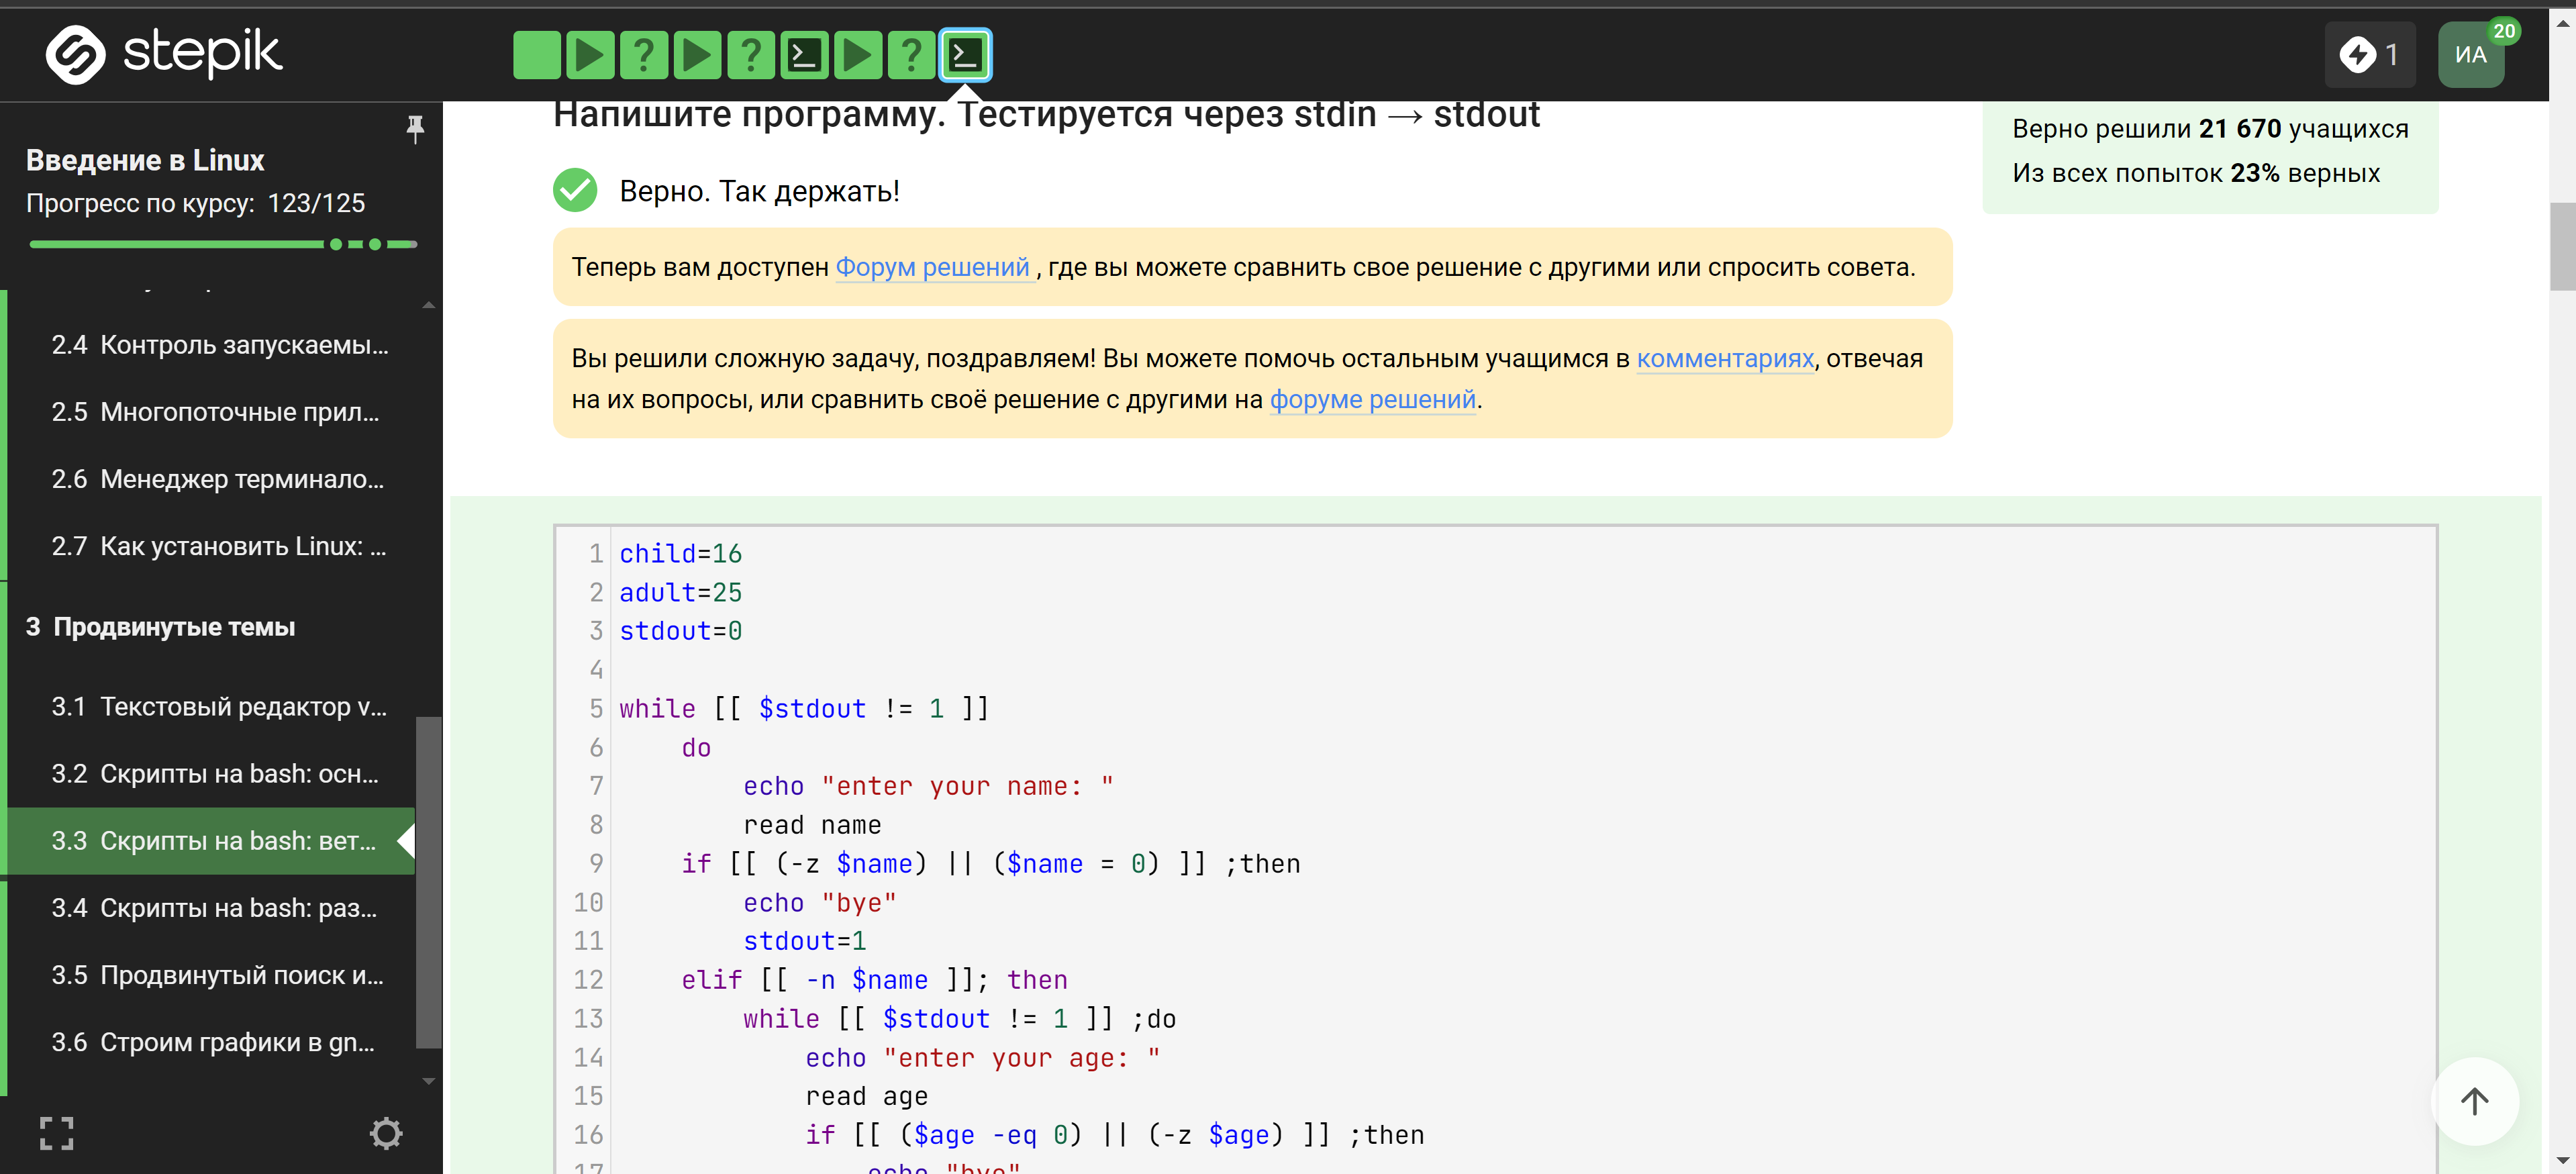 stepik
?
?
?
1
ИА
20
Введение в Linux
Прогресс по курсу: 123/125
2.4 Контроль запускаемы...
2.5 Многопоточные прил...
2.6 Менеджер терминало...
2.7 Как установить Linux: ...
3 Продвинутые темы
3.1 Текстовый редактор v...
3.2 Скрипты на bash: осн...
3.3 Скрипты на bash: вет...
3.4 Скрипты на bash: раз...
3.5 Продвинутый поиск и...
3.6 Строим графики в gn...
Напишите программу. Тестируется через stdin → stdout
Верно. Так держать!
Теперь вам доступен Форум решений , где вы можете сравнить свое решение с другими или спросить совета.
Вы решили сложную задачу, поздравляем! Вы можете помочь остальным учащимся в комментариях, отвечая
на их вопросы, или сравнить своё решение с другими на форуме решений.
Верно решили 21 670 учащихся
Из всех попыток 23% верных
1 child=16
2 adult=25
3 stdout=0
4
5 while [[ $stdout != 1 ]]
6 do
7 echo "enter your name: "
8 read name
9 if [[ (-z $name) || ($name = 0) ]] ;then
10 echo "bye"
11 stdout=1
12 elif [[ -n $name ]]; then
13 while [[ $stdout != 1 ]] ;do
14 echo "enter your age: "
15 read age
16 if [[ ($age -eq 0) || (-z $age) ]] ;then
17 echo "bye"